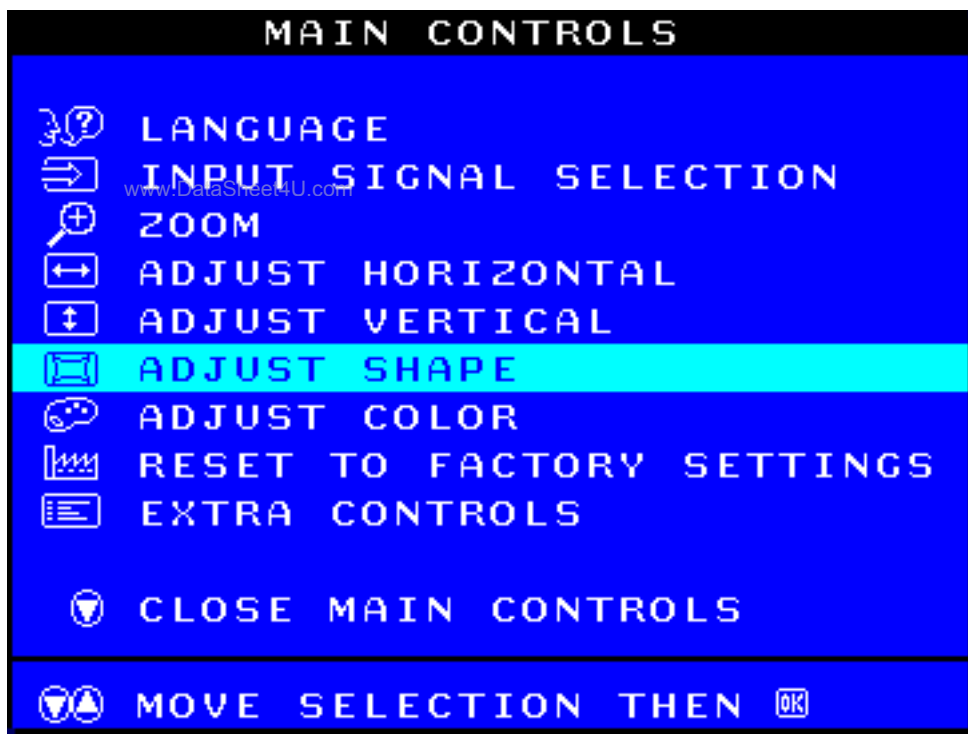 MAIN CONTROLS
LANGUAGE
INPUT SIGNAL SELECTION
www.DataSheet4U.com
ZOOM
ADJUST HORIZONTAL
ADJUST VERTICAL
ADJUST SHAPE
ADJUST COLOR
RESET TO FACTORY SETTINGS
EXTRA CONTROLS
CLOSE MAIN CONTROLS
MOVE SELECTION THEN OK